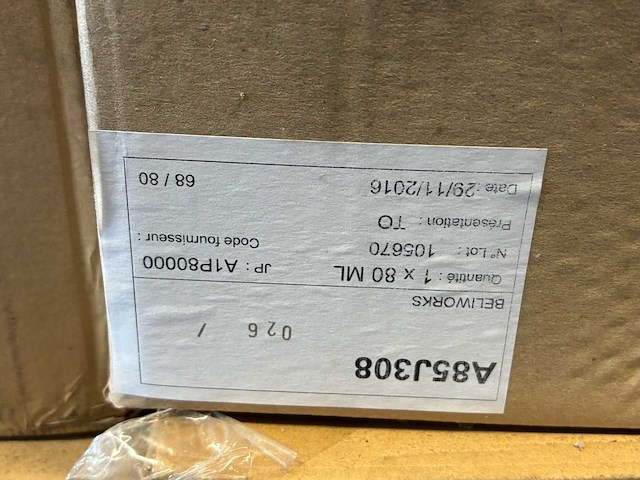 A85J308
026 /
BELIWORKS
Quantité : 1 x 80 ML JP : A1P80000
N° Lot : 105670 Code fournisseur :
Présentation : TO
Date : 29/11/2016 68 / 80